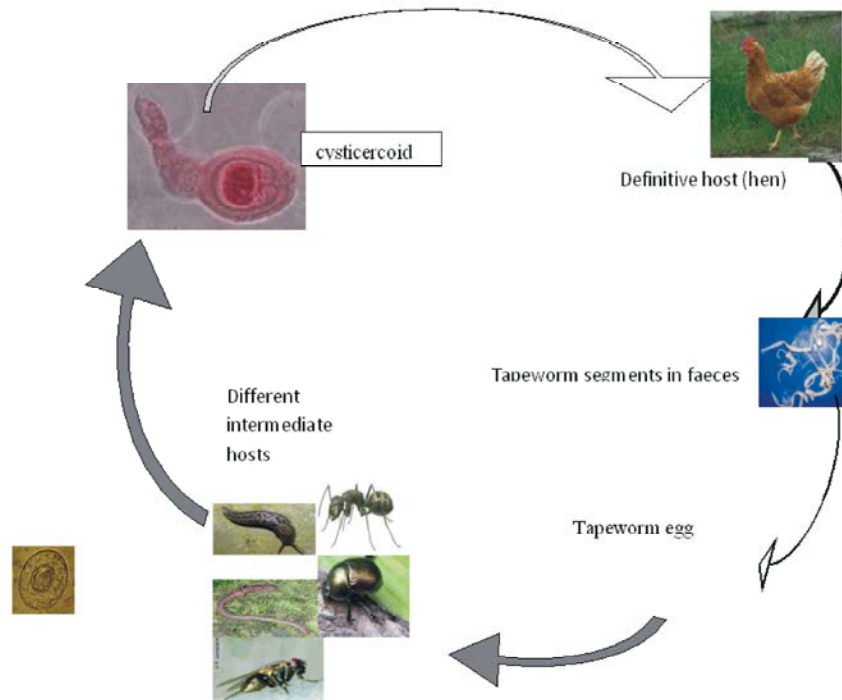 cysticercoid
Definitive host (hen)
Tapeworm segments in faeces
Different
intermediate
hosts
Tapeworm egg